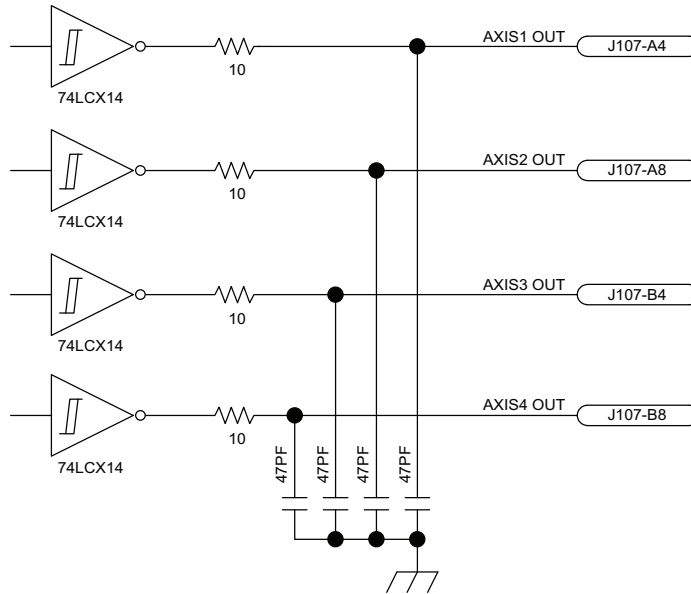 AXIS1 OUT
J107-A4
10
74LCX14
AXIS2 OUT
J107-A8
10
74LCX14
AXIS3 OUT
J107-B4
10
74LCX14
AXIS4 OUT
J107-B8
10
74LCX14
47PF
47PF
47PF
47PF